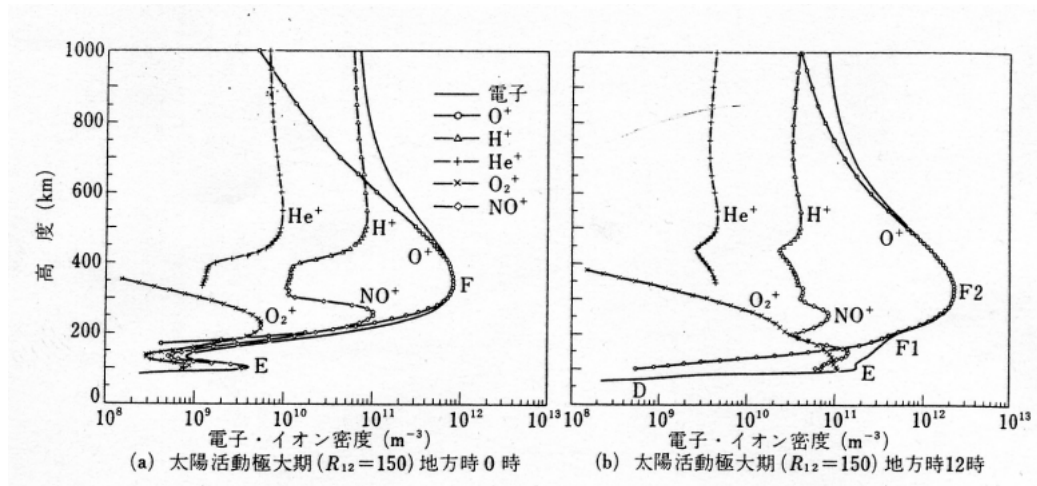 1000
800
600
400
200
0
高度 (km)
電子
O⁺
H⁺
He⁺
O₂⁺
NO⁺
He⁺
H⁺
O⁺
F
NO⁺
O₂⁺
E
10⁸ 10⁹ 10¹⁰ 10¹¹ 10¹² 10¹³
電子・イオン密度 (m⁻³)
(a) 太陽活動極大期 (R₁₂=150) 地方時 0 時
He⁺
H⁺
O⁺
F2
O₂⁺
NO⁺
F1
E
D
10⁸ 10⁹ 10¹⁰ 10¹¹ 10¹² 10¹³
電子・イオン密度 (m⁻³)
(b) 太陽活動極大期 (R₁₂=150) 地方時12時